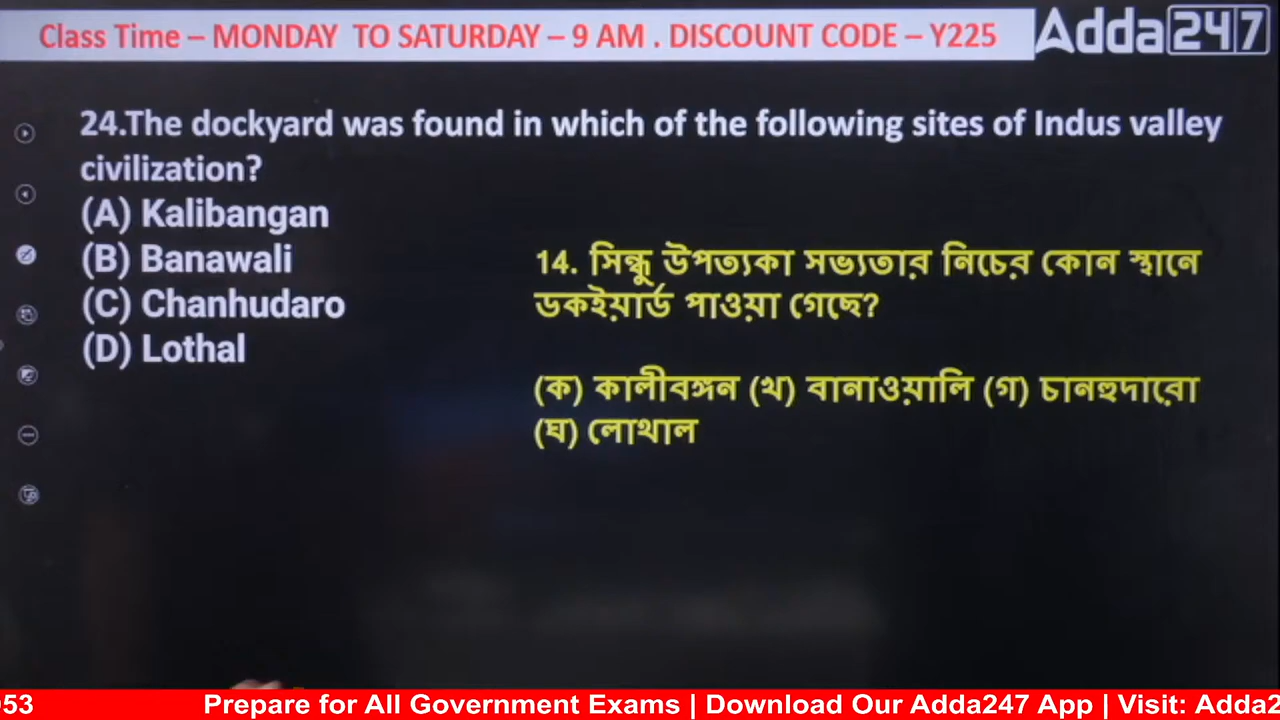 Class Time – MONDAY TO SATURDAY – 9 AM . DISCOUNT CODE – Y225
Adda247
24.The dockyard was found in which of the following sites of Indus valley
civilization?
(A) Kalibangan
(B) Banawali
(C) Chanhudaro
(D) Lothal
14. সিন্ধু উপত্যকা সভ্যতার নিচের কোন স্থানে
ডকইয়ার্ড পাওয়া গেছে?
(ক) কালীবঙ্গন (খ) বানাওয়ালি (গ) চানহুদারো
(ঘ) লোথাল
53 Prepare for All Government Exams | Download Our Adda247 App | Visit: Adda2